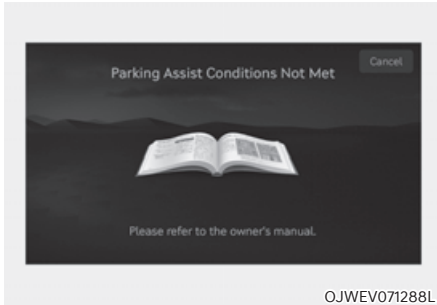 Cancel
Parking Assist Conditions Not Met
Please refer to the owner's manual.
OJWEV071288L